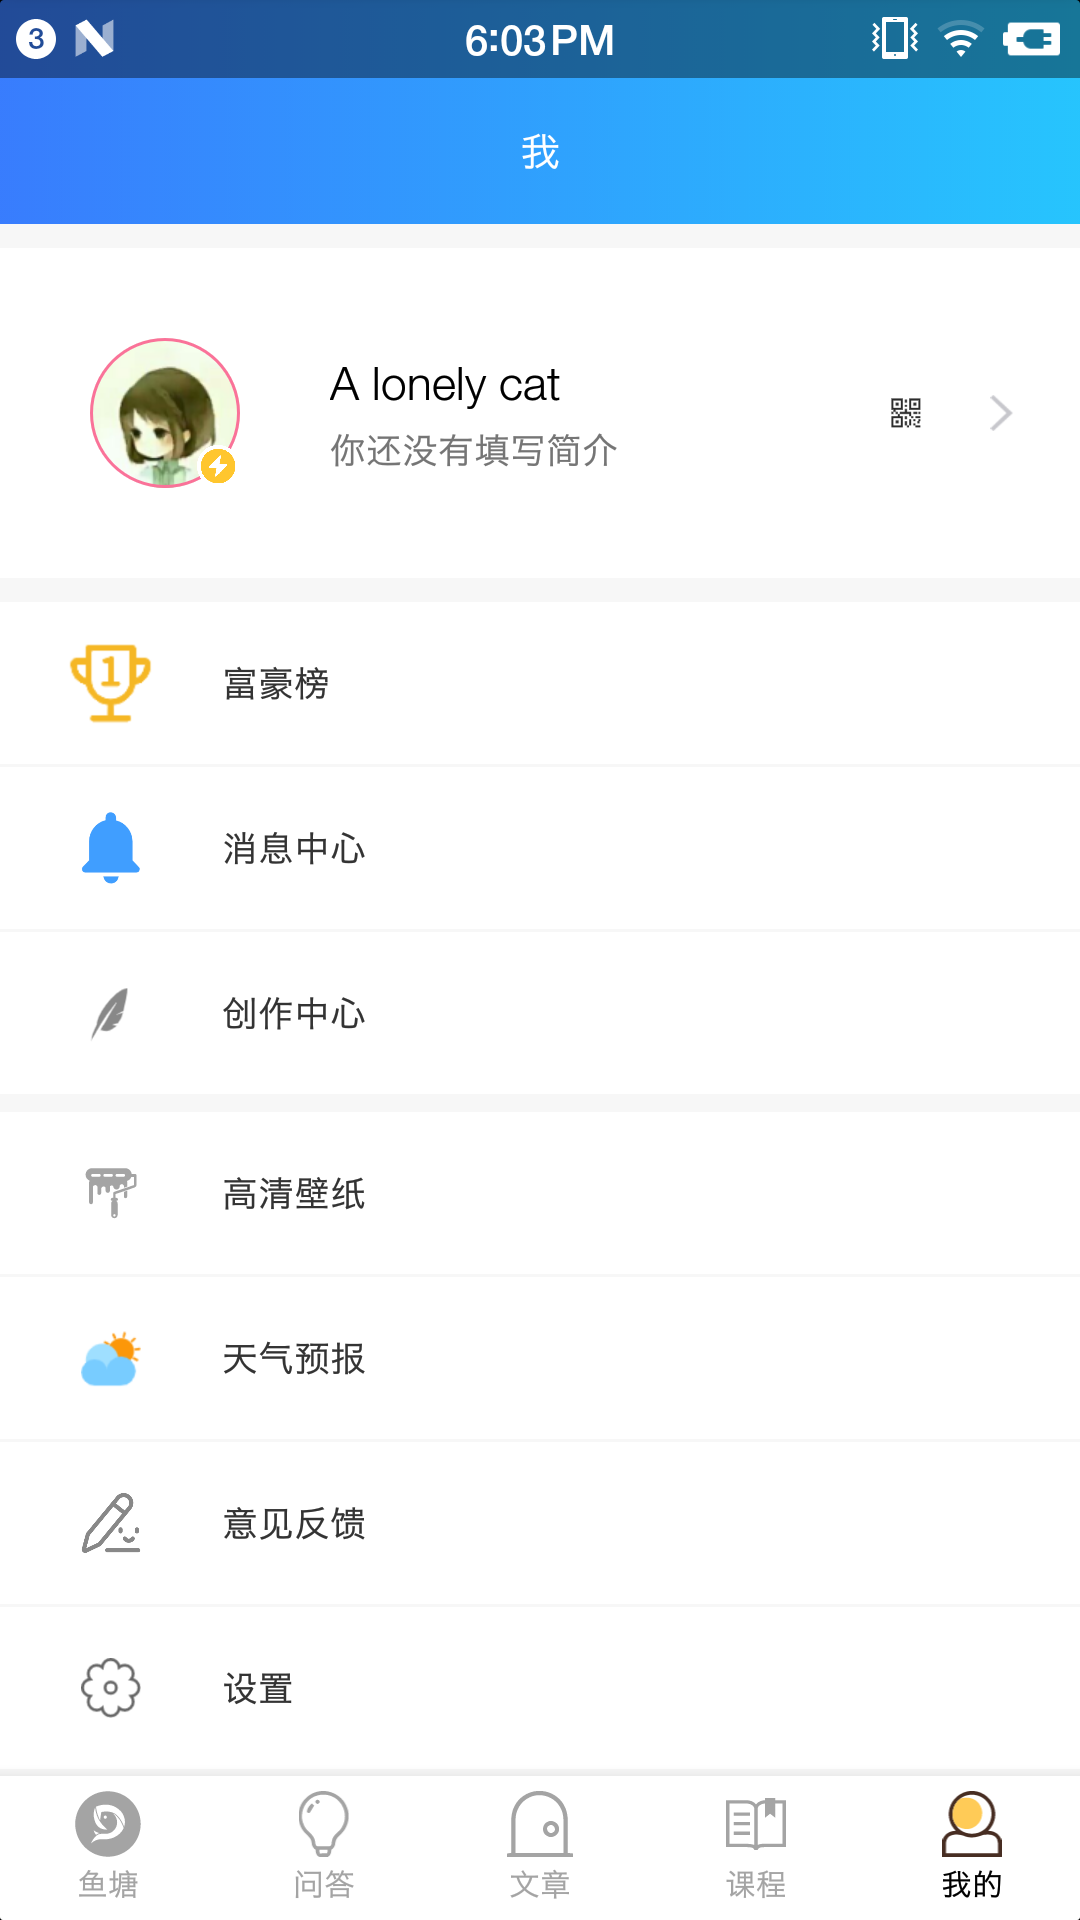 3
6:03PM
我
A lonely cat
你还没有填写简介
1
富豪榜
消息中心
创作中心
高清壁纸
天气预报
意见反馈
设置
鱼塘
问答
文章
课程
我的